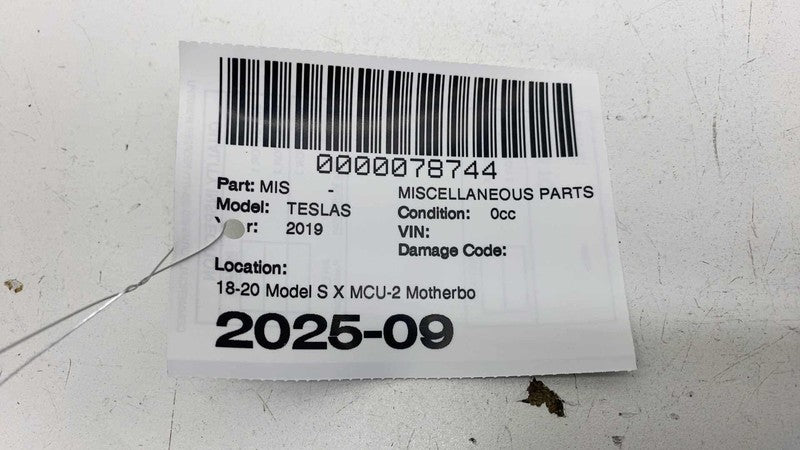 0000078744
Part: MIS - MISCELLANEOUS PARTS
Model: TESLAS Condition: 0cc
2019 VIN:
Damage Code:
Location:
18-20 Model S X MCU-2 Motherbo
2025-09